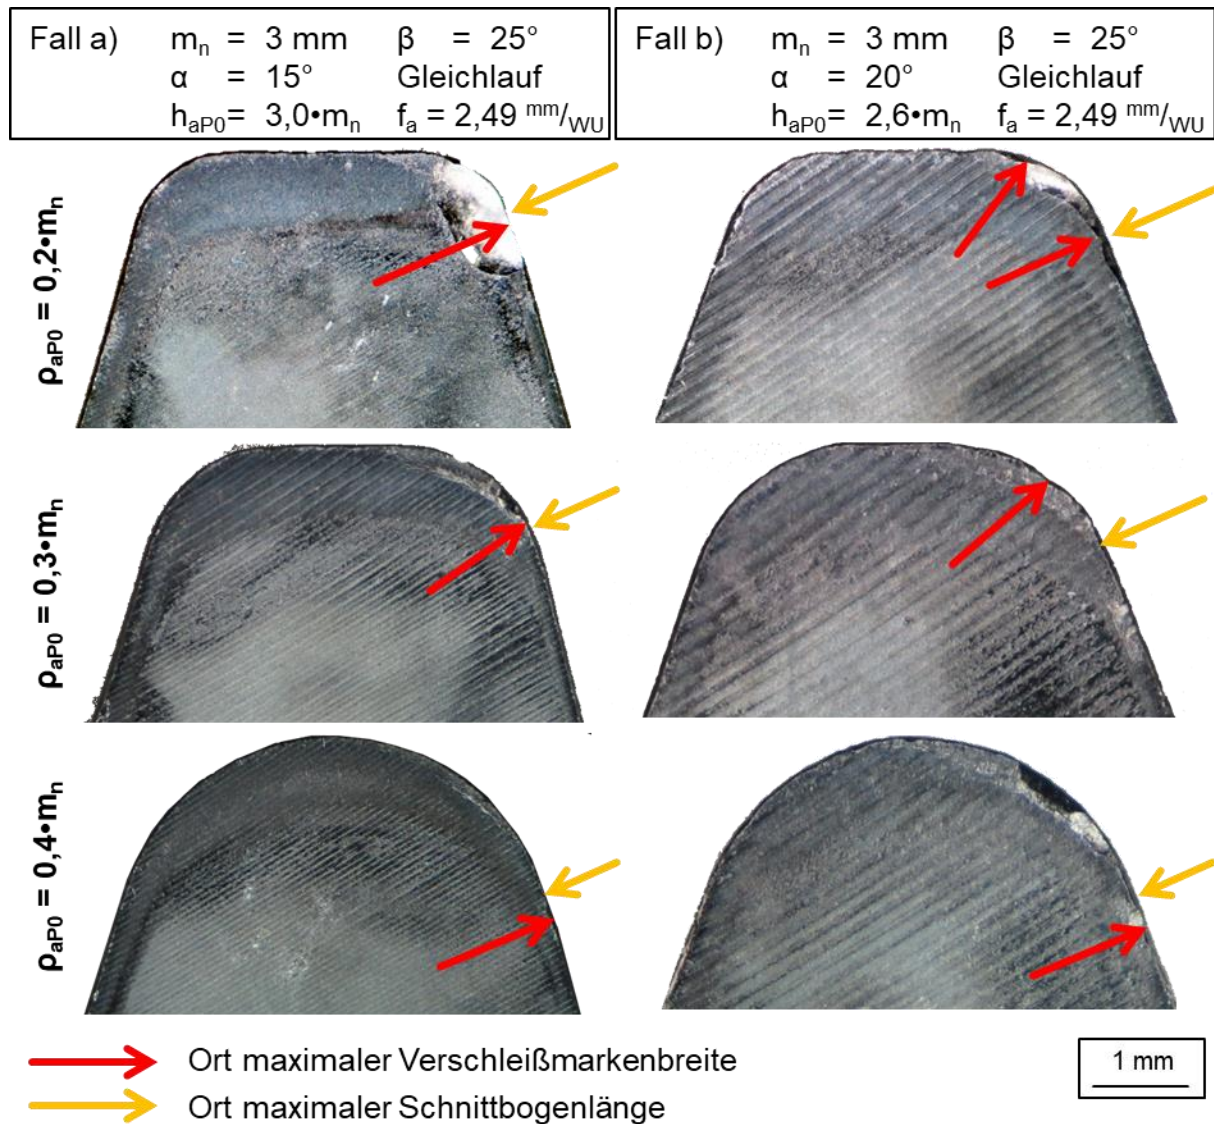 Fall a) mₙ = 3 mm β = 25°
α = 15° Gleichlauf
hₐP0= 3,0•mₙ fₐ = 2,49 mm/WU
Fall b) mₙ = 3 mm β = 25°
α = 20° Gleichlauf
hₐP0= 2,6•mₙ fₐ = 2,49 mm/WU
ρₐP0 = 0,2•mₙ
ρₐP0 = 0,3•mₙ
ρₐP0 = 0,4•mₙ
Ort maximaler Verschleißmarkenbreite
Ort maximaler Schnittbogenlänge
1 mm